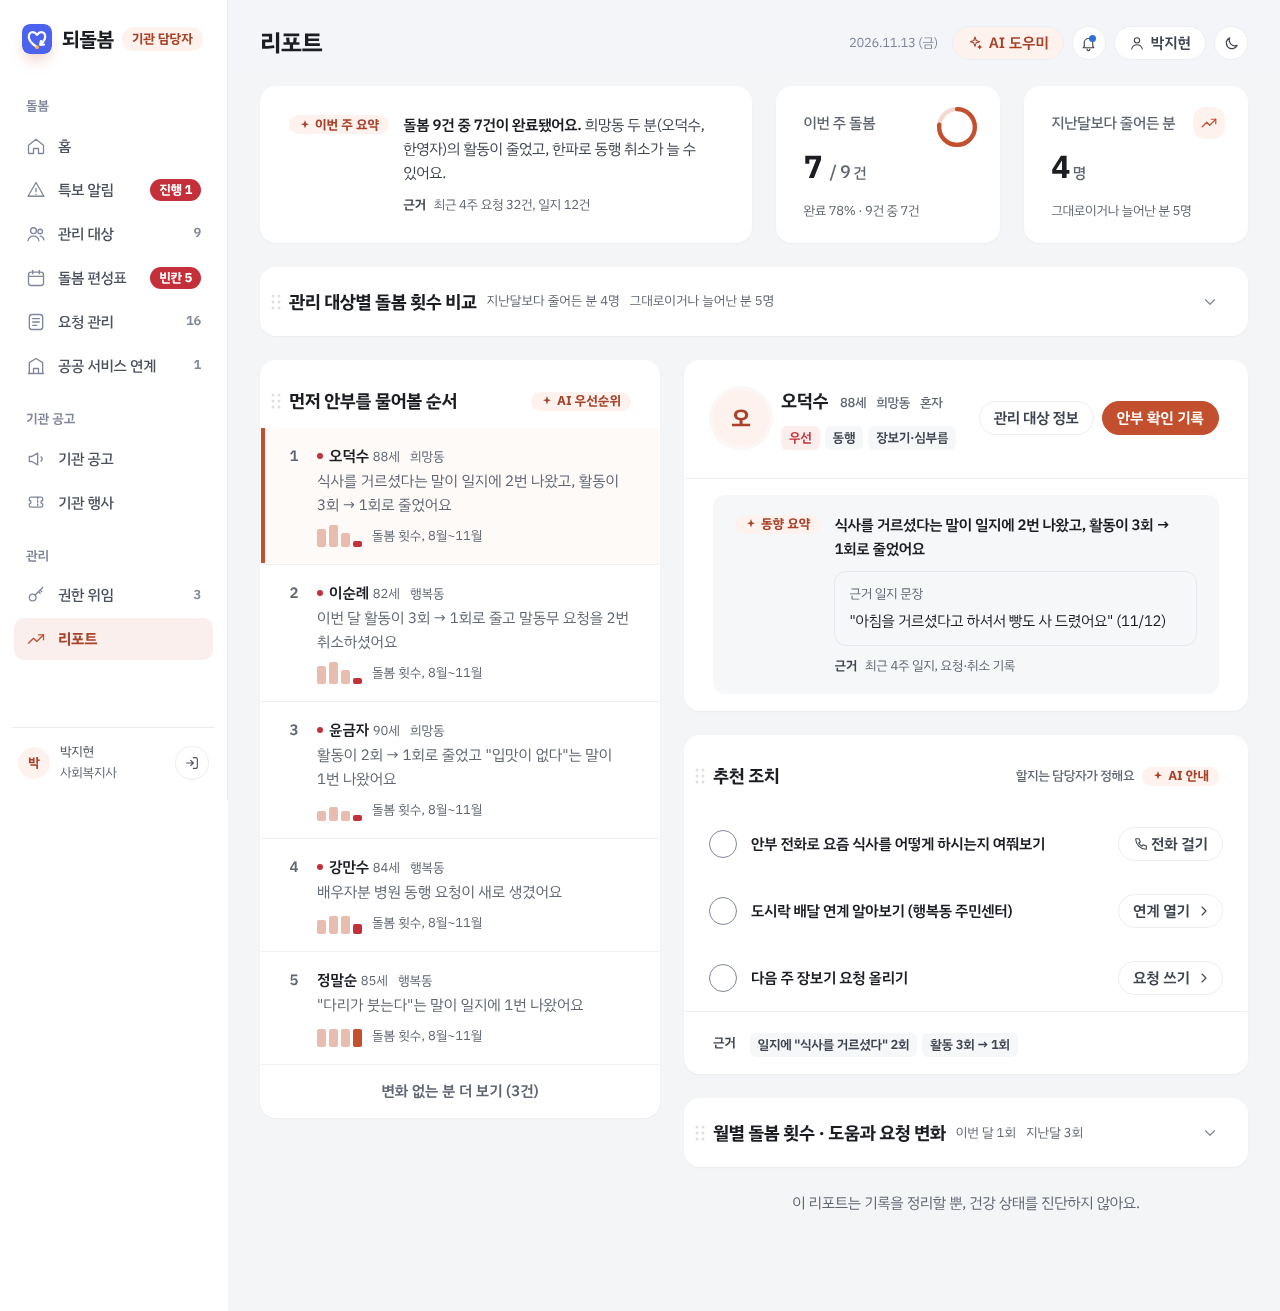 되돌봄 기관 담당자
돌봄
홈
특보 알림 진행 1
관리 대상 9
돌봄 편성표 빈칸 5
요청 관리 16
공공 서비스 연계 1
기관 공고
기관 공고
기관 행사
관리
권한 위임 3
리포트
박 박지현
사회복지사
리포트
2026.11.13 (금) AI 도우미 박지현
이번 주 요약 돌봄 9건 중 7건이 완료됐어요. 희망동 두 분(오덕수,
한영자)의 활동이 줄었고, 한파로 동행 취소가 늘 수
있어요.
근거 최근 4주 요청 32건, 일지 12건
이번 주 돌봄
7 / 9 건
완료 78% · 9건 중 7건
지난달보다 줄어든 분
4 명
그대로이거나 늘어난 분 5명
관리 대상별 돌봄 횟수 비교 지난달보다 줄어든 분 4명 그대로이거나 늘어난 분 5명
먼저 안부를 물어볼 순서 AI 우선순위
1 오덕수 88세 희망동
식사를 거르셨다는 말이 일지에 2번 나왔고, 활동이
3회 → 1회로 줄었어요
돌봄 횟수, 8월~11월
2 이순례 82세 행복동
이번 달 활동이 3회 → 1회로 줄고 말동무 요청을 2번
취소하셨어요
돌봄 횟수, 8월~11월
3 윤금자 90세 희망동
활동이 2회 → 1회로 줄었고 "입맛이 없다"는 말이
1번 나왔어요
돌봄 횟수, 8월~11월
4 강만수 84세 행복동
배우자분 병원 동행 요청이 새로 생겼어요
돌봄 횟수, 8월~11월
5 정말순 85세 행복동
"다리가 붓는다"는 말이 일지에 1번 나왔어요
돌봄 횟수, 8월~11월
변화 없는 분 더 보기 (3건)
오 오덕수 88세 희망동 혼자
우선 동행 장보기·심부름
관리 대상 정보 안부 확인 기록
동향 요약 식사를 거르셨다는 말이 일지에 2번 나왔고, 활동이 3회 →
1회로 줄었어요
근거 일지 문장
"아침을 거르셨다고 하셔서 빵도 사 드렸어요" (11/12)
근거 최근 4주 일지, 요청·취소 기록
추천 조치 할지는 담당자가 정해요 AI 안내
안부 전화로 요즘 식사를 어떻게 하시는지 여쭤보기 전화 걸기
도시락 배달 연계 알아보기 (행복동 주민센터) 연계 열기
다음 주 장보기 요청 올리기 요청 쓰기
근거 일지에 "식사를 거르셨다" 2회 활동 3회 → 1회
월별 돌봄 횟수 · 도움과 요청 변화 이번 달 1회 지난달 3회
이 리포트는 기록을 정리할 뿐, 건강 상태를 진단하지 않아요.